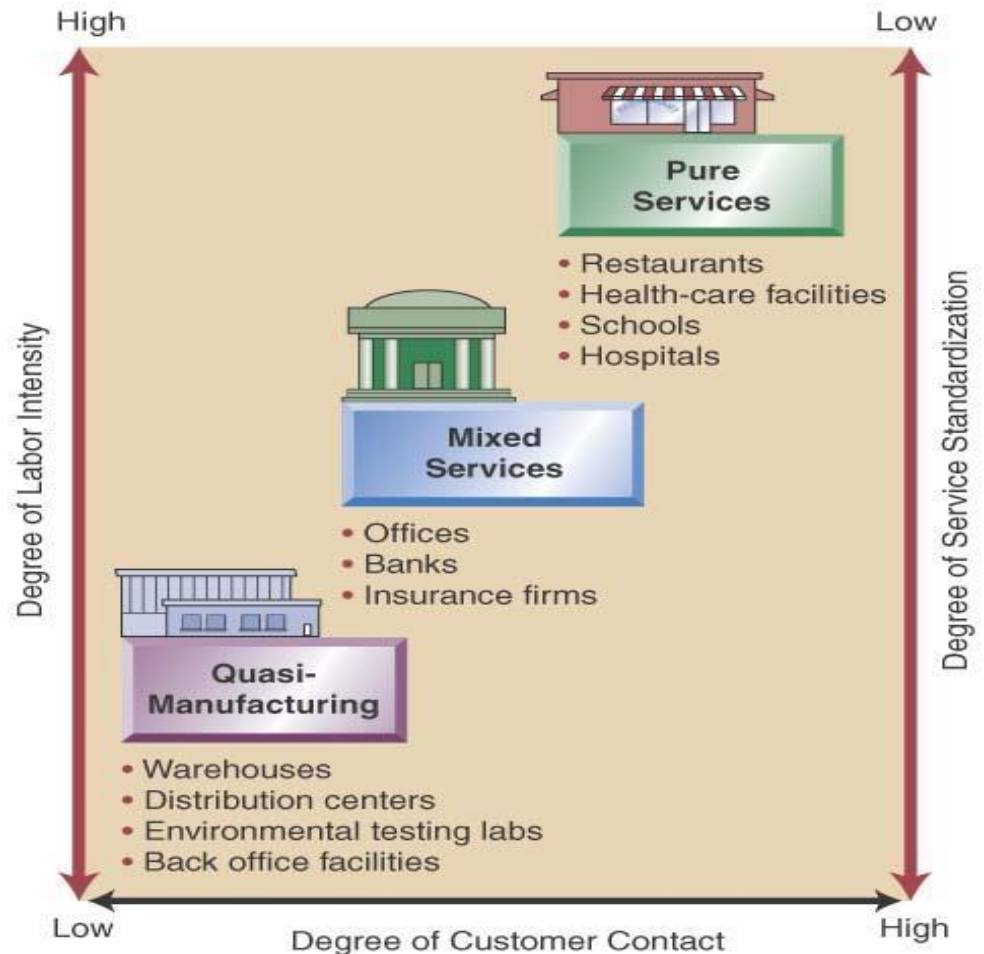 High
Low
Pure
Services
• Restaurants
• Health-care facilities
• Schools
• Hospitals
Degree of Labor Intensity
Degree of Service Standardization
Mixed
Services
• Offices
• Banks
• Insurance firms
Quasi-
Manufacturing
• Warehouses
• Distribution centers
• Environmental testing labs
• Back office facilities
Low
High
Degree of Customer Contact